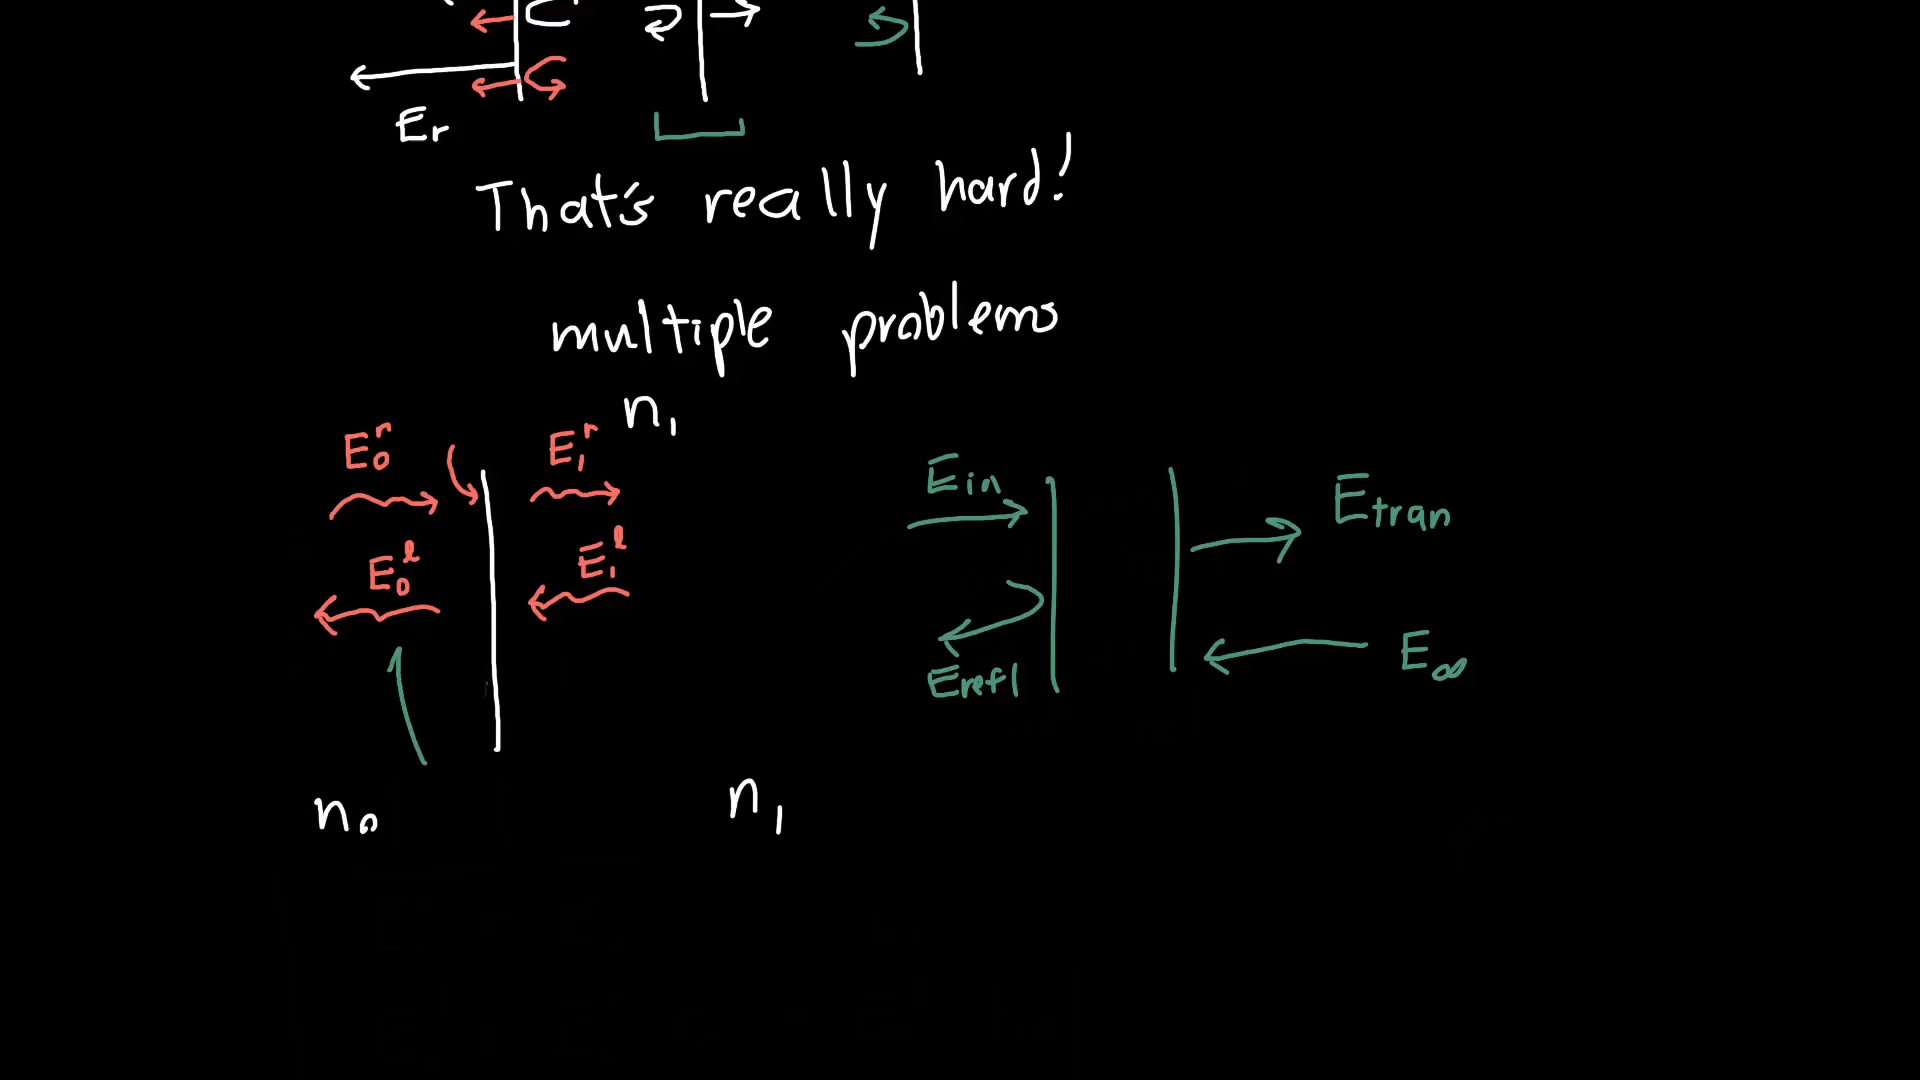 Er
That's really hard!
multiple problems
n₁
E₀ʳ E₁ʳ
E₀ˡ E₁ˡ
Ein Etran
Erefl E∞
n₀ n₁